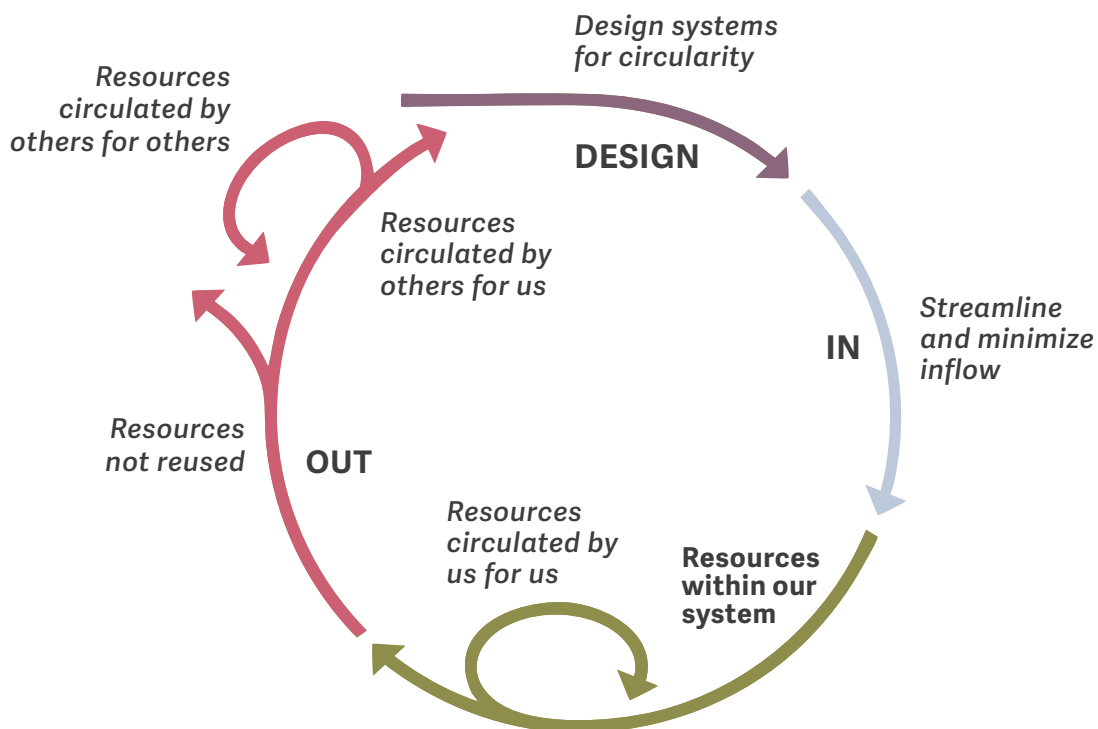 Design systems
for circularity
DESIGN
Resources
circulated by
others for others
Resources
circulated by
others for us
Streamline
and minimize
inflow
IN
Resources
not reused
OUT
Resources
circulated by
us for us
Resources
within our
system